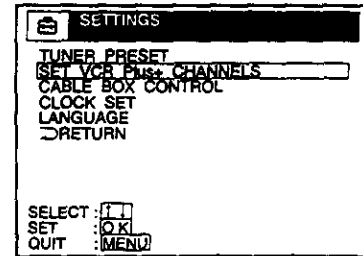 SETTINGS
TUNER PRESET
SET VCR Plus+ CHANNELS
CABLE BOX CONTROL
CLOCK SET
LANGUAGE
⊃RETURN
SELECT : [↑ ↓]
SET : [OK]
QUIT : [MENU]